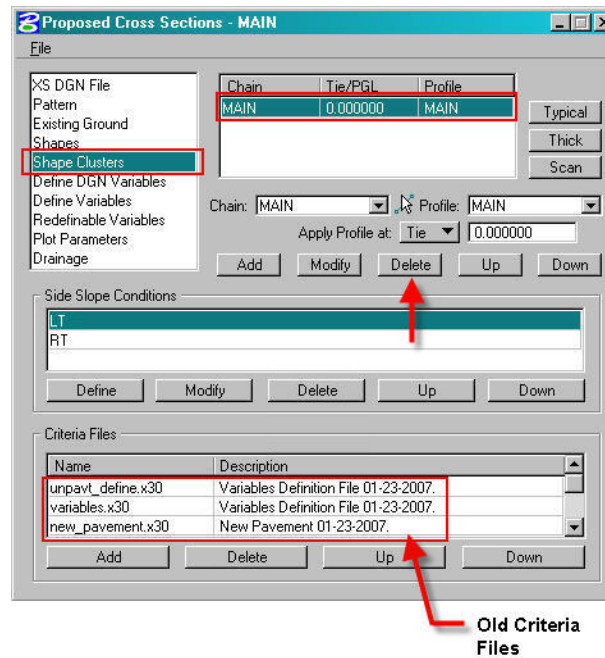 Proposed Cross Sections - MAIN
File
XS DGN File
Pattern
Existing Ground
Shapes
Shape Clusters
Define DGN Variables
Define Variables
Redefinable Variables
Plot Parameters
Drainage
Chain Tie/PGL Profile
MAIN 0.000000 MAIN
Typical
Thick
Scan
Chain: MAIN Profile: MAIN
Apply Profile at: Tie 0.000000
Add Modify Delete Up Down
Side Slope Conditions
LT
RT
Define Modify Delete Up Down
Criteria Files
Name Description
unpavt_define.x30 Variables Definition File 01-23-2007.
variables.x30 Variables Definition File 01-23-2007.
new_pavement.x30 New Pavement 01-23-2007.
Add Delete Up Down
Old Criteria
Files